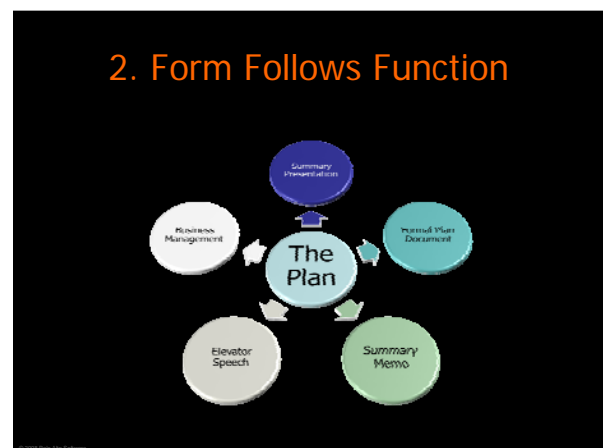 2. Form Follows Function
Summary
Presentation
Business
Management
Formal Plan
Document
The
Plan
Elevator
Speech
Summary
Memo